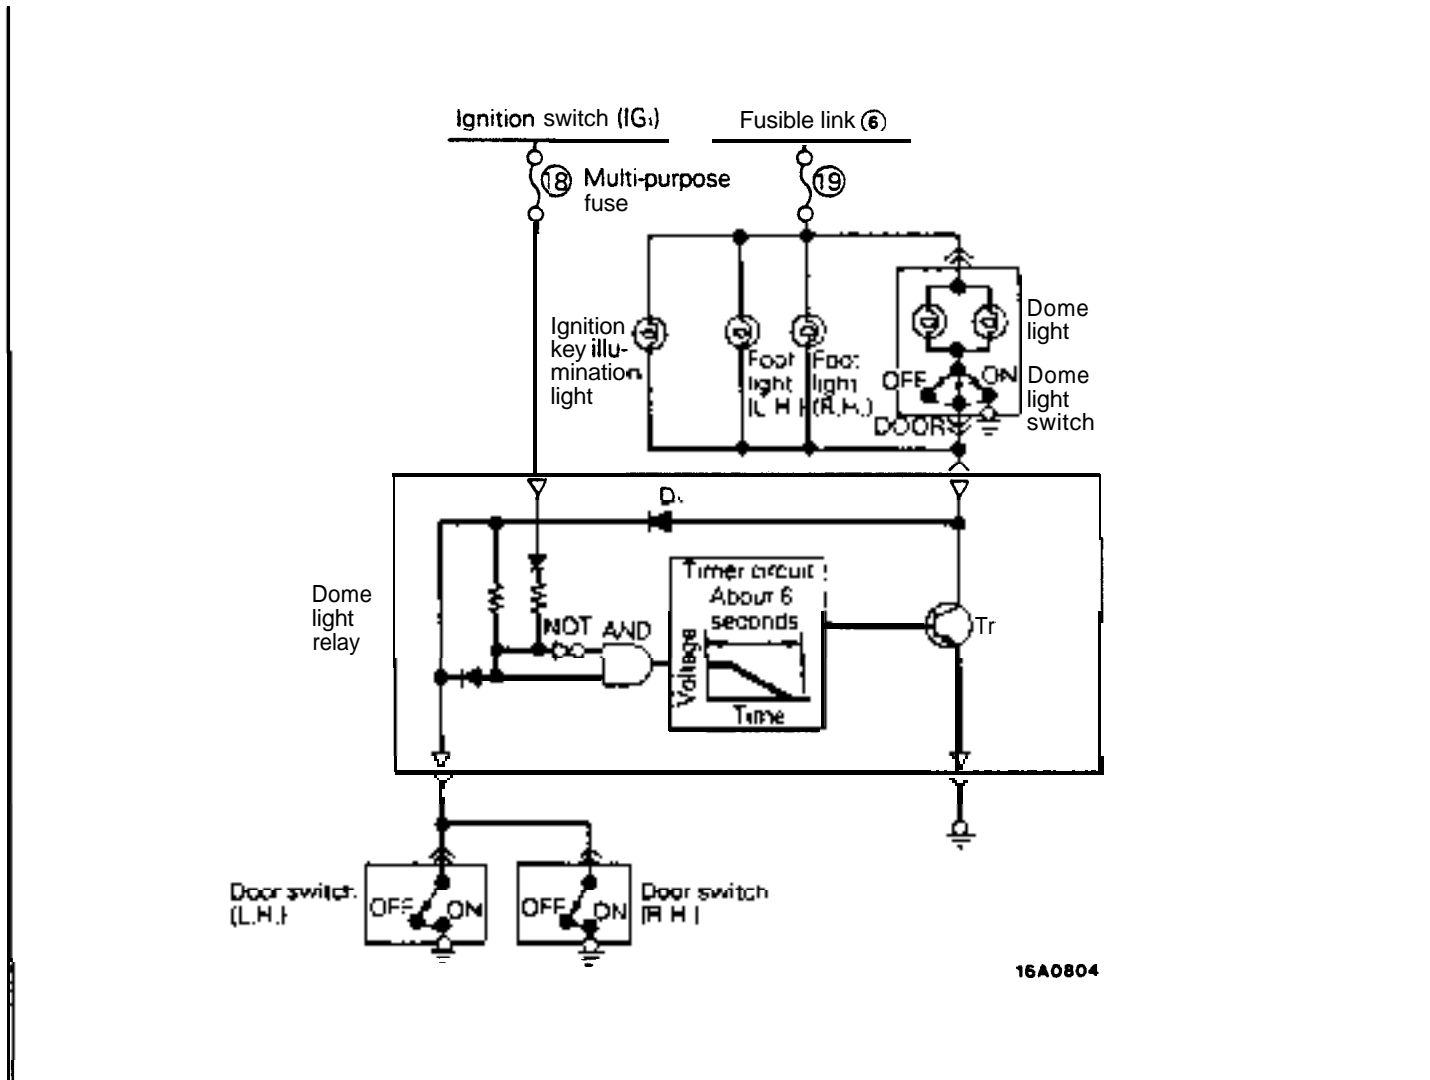 Ignition switch (IG1)
Fusible link 6
18 Multi-purpose
fuse
19
Ignition
key illu-
mination
light
Foot
light
(L.H.)
Foot
light
(R.H.)
Dome
light
OFF ON
Dome
light
switch
DOOR
D1
Dome
light
relay
NOT AND
Timer circuit
About 6
seconds
Voltage
Time
Tr
Door switch
(L.H.)
OFF ON
OFF ON
Door switch
(R.H.)
16A0804